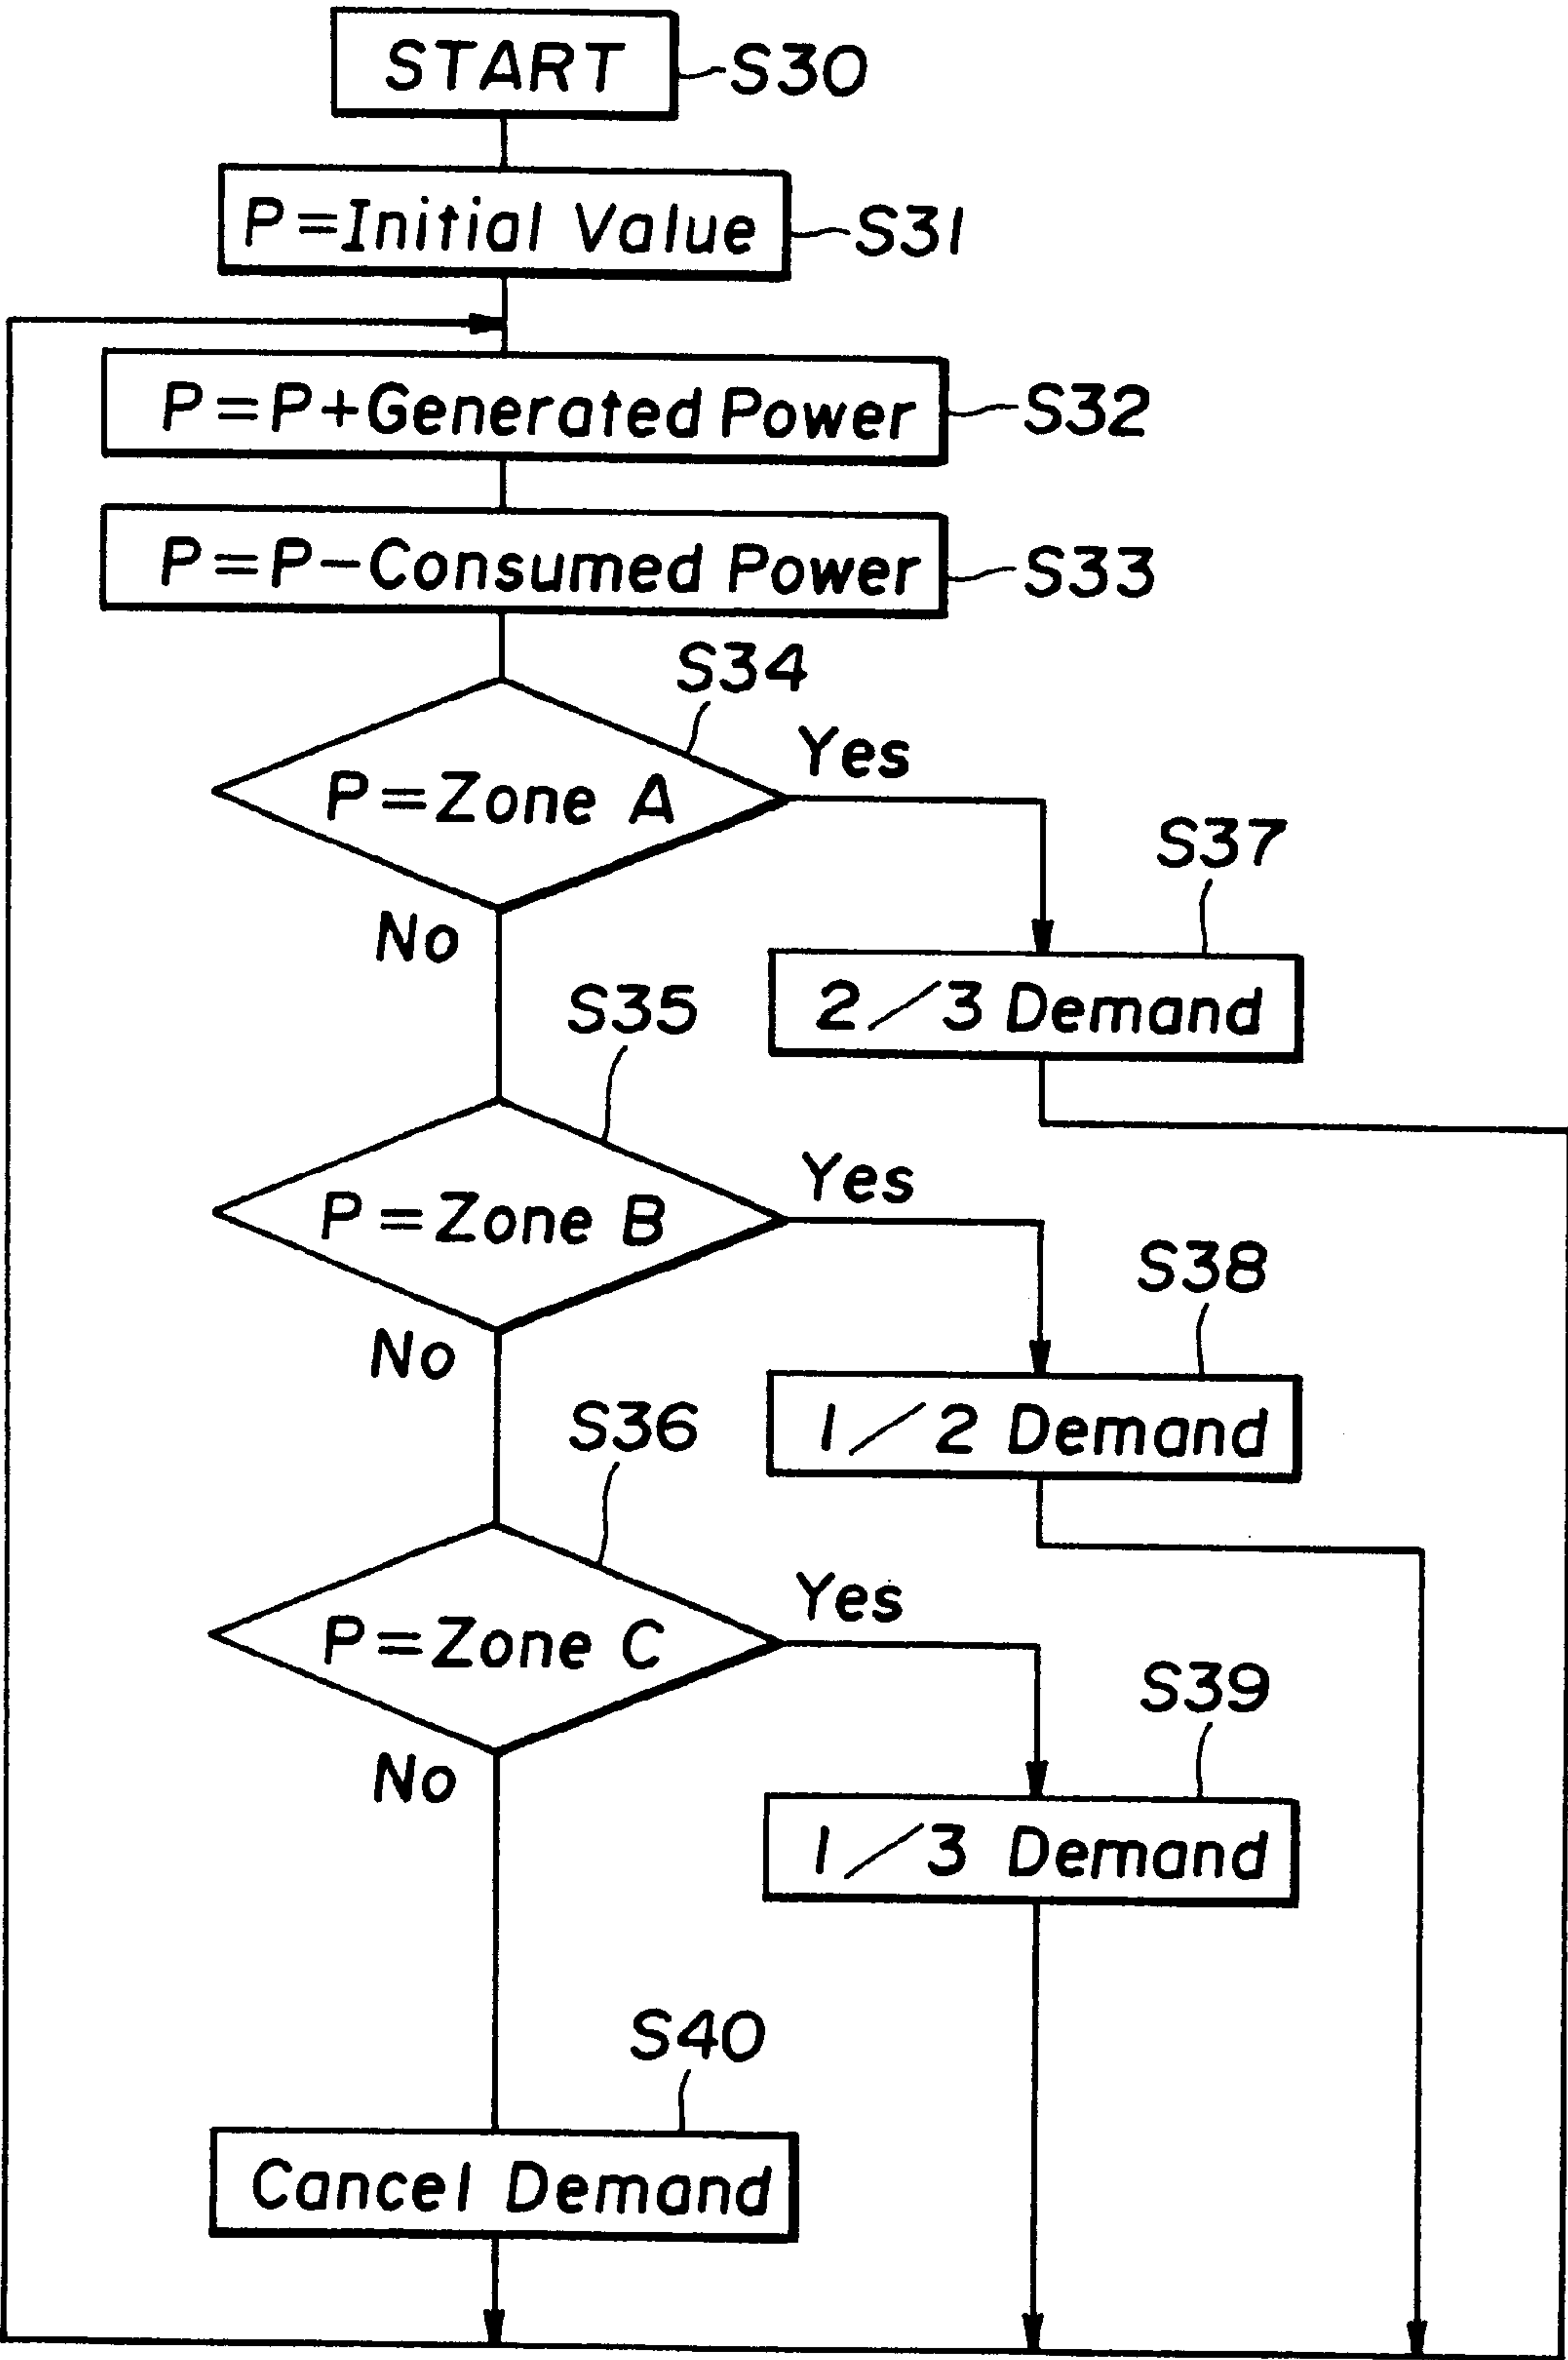 START
S30
P=Initial Value
S31
P=P+Generated Power
S32
P=P-Consumed Power
S33
S34
P=Zone A
Yes
No
S37
2/3 Demand
S35
P=Zone B
Yes
No
S38
1/2 Demand
S36
P=Zone C
Yes
No
S39
1/3 Demand
S40
Cancel Demand